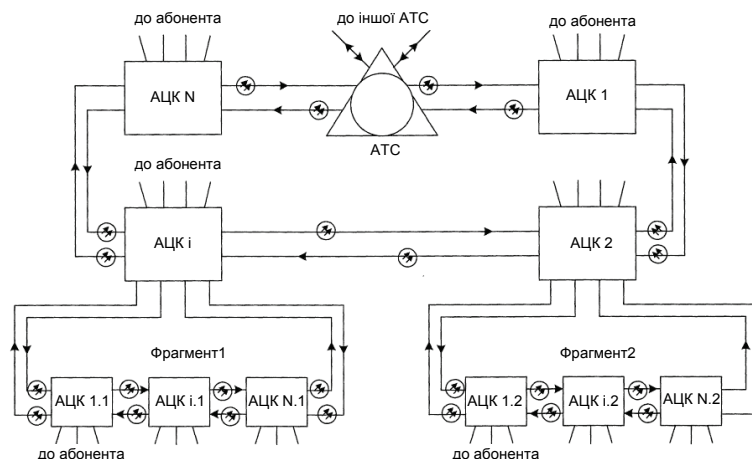 до абонента
до іншої АТС
до абонента
АЦК N
АЦК 1
АТС
до абонента
АЦК i
АЦК 2
Фрагмент1
Фрагмент2
АЦК 1.1
АЦК i.1
АЦК N.1
АЦК 1.2
АЦК i.2
АЦК N.2
до абонента
до абонента